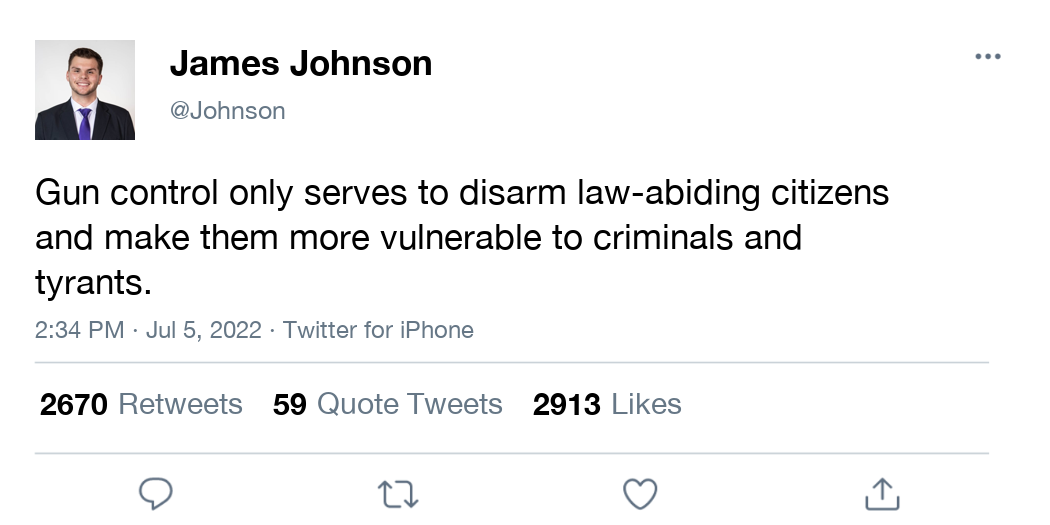 James Johnson
@Johnson
Gun control only serves to disarm law-abiding citizens
and make them more vulnerable to criminals and
tyrants.
2:34 PM · Jul 5, 2022 · Twitter for iPhone
2670 Retweets 59 Quote Tweets 2913 Likes